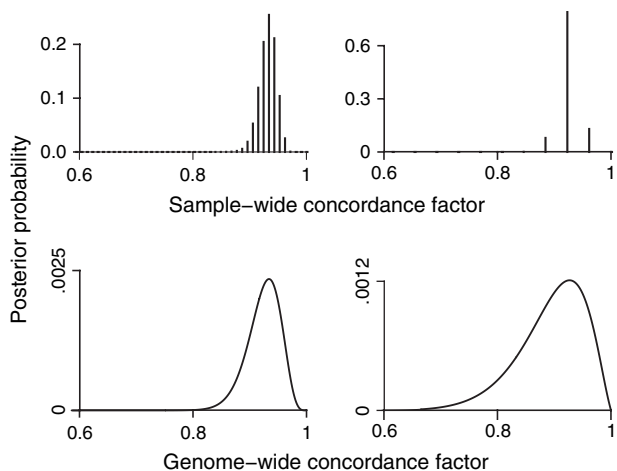 0.2
0.1
0.0
0.6 0.8 1
0.6
0.3
0
0.6 0.8 1
Sample−wide concordance factor
Posterior probability
.0025
0
0.6 0.8 1
.0012
0
0.6 0.8 1
Genome−wide concordance factor